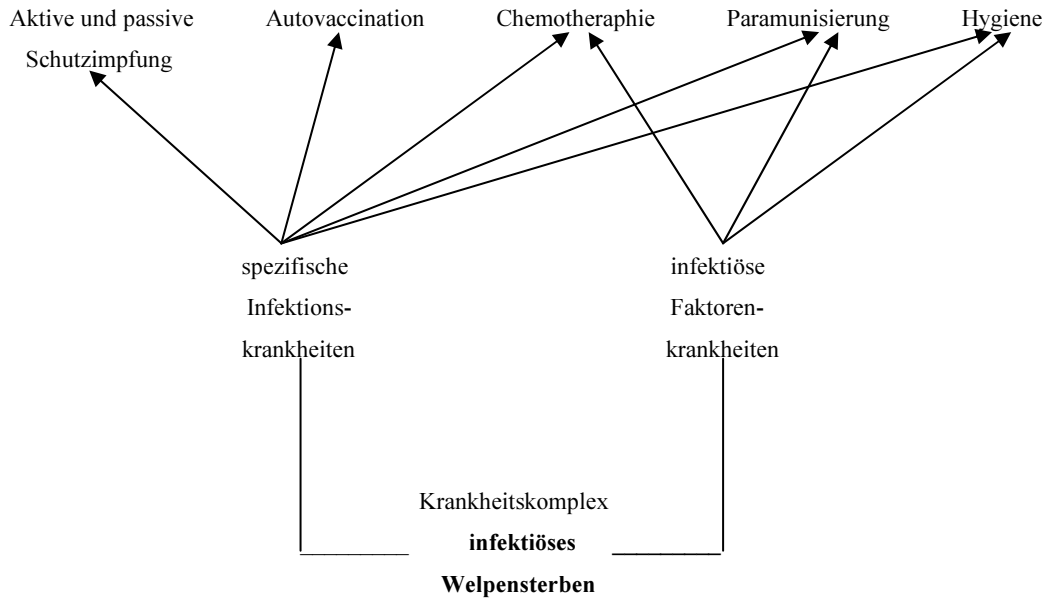 Aktive und passive Autovaccination Chemotheraphie Paramunisierung Hygiene
Schutzimpfung
spezifische infektiöse
Infektions- Faktoren-
krankheiten krankheiten
Krankheitskomplex
infektiöses
Welpensterben